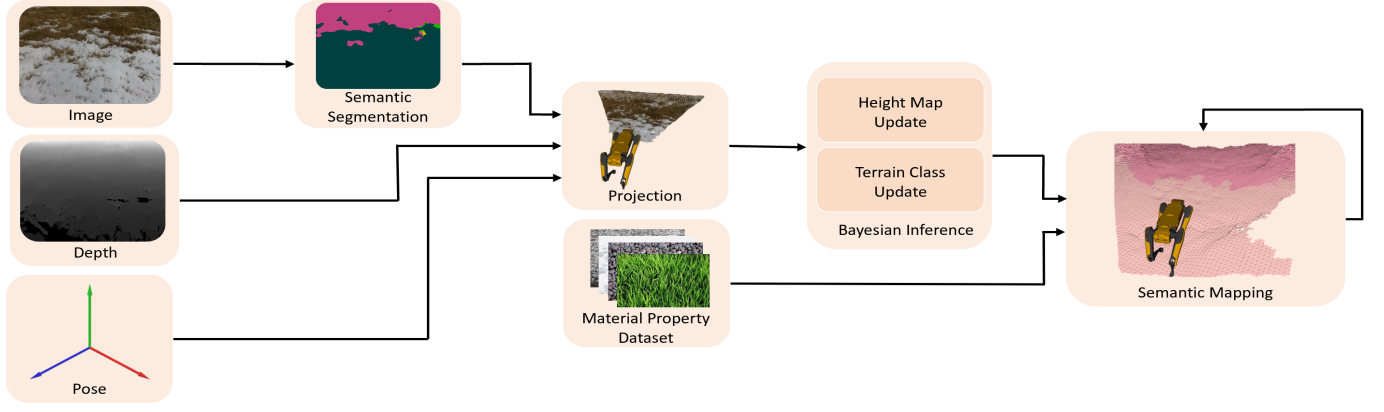 Image
Semantic
Segmentation
Depth
Pose
Projection
Material Property
Dataset
Height Map
Update
Terrain Class
Update
Bayesian Inference
Semantic Mapping